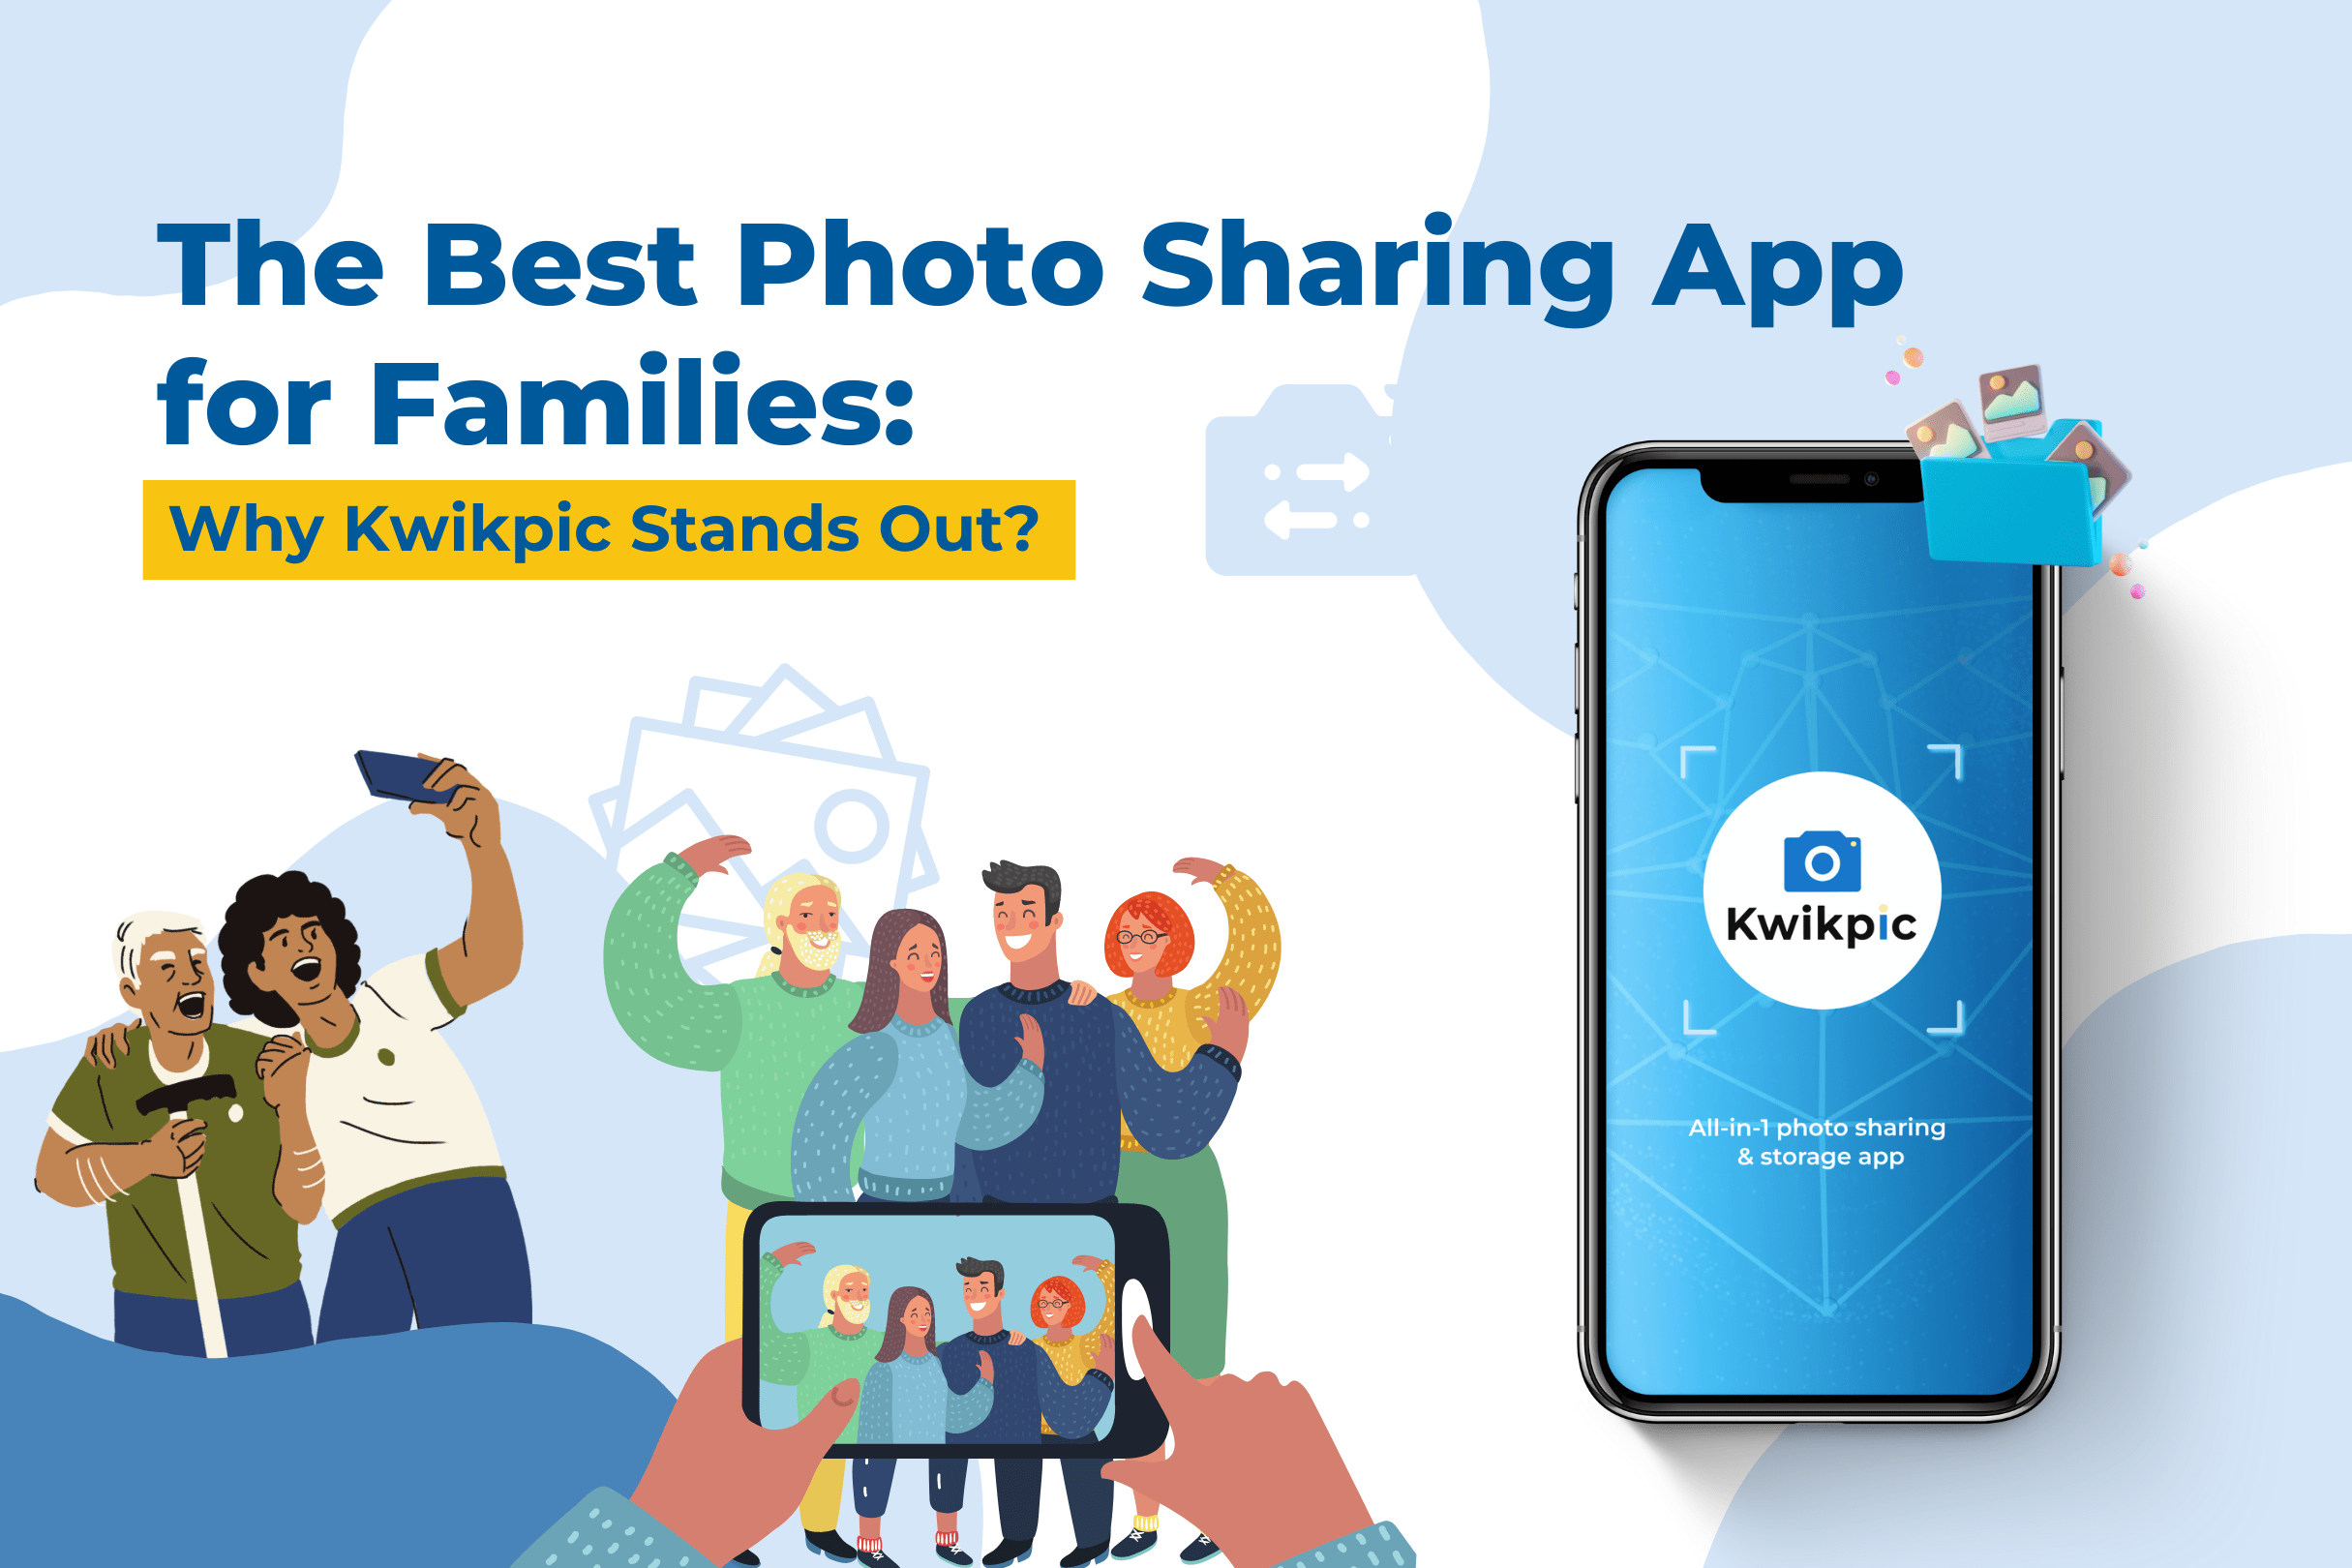 The Best Photo Sharing App
for Families:
Why Kwikpic Stands Out?
Kwikpic
All-in-1 photo sharing
& storage app